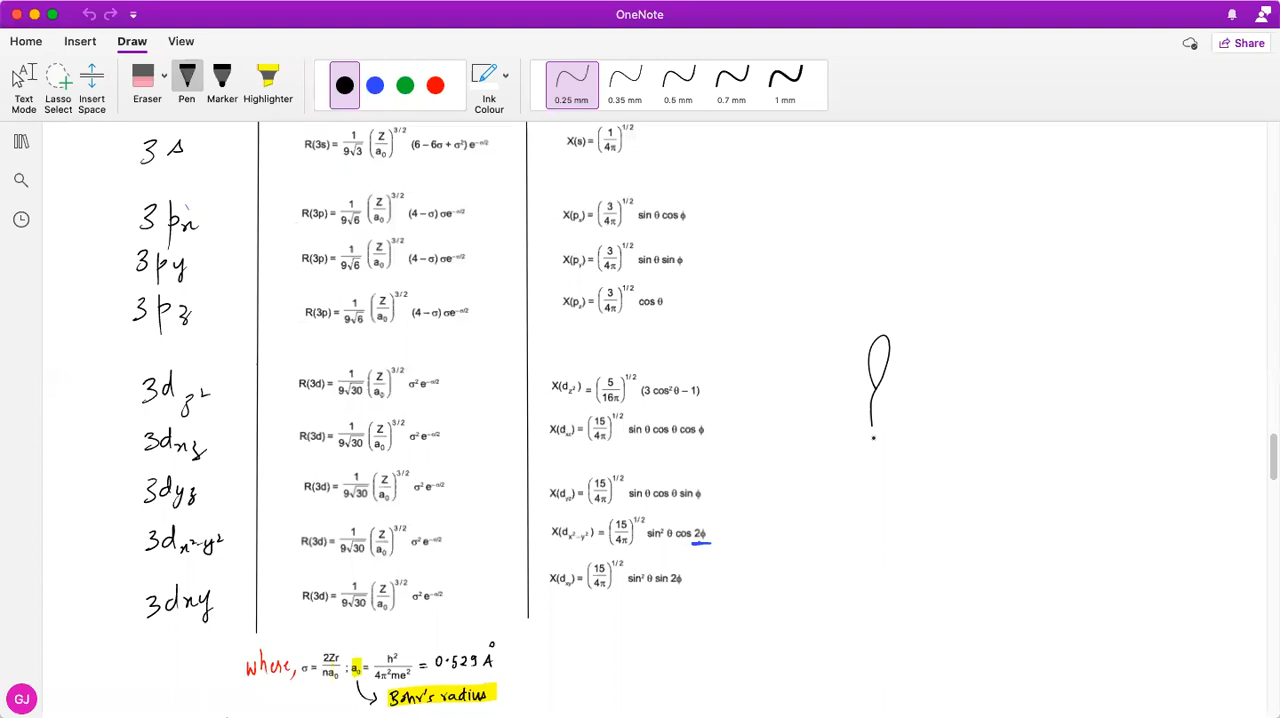 OneNote
Home Insert Draw View
Share
Text Mode Lasso Select Insert Space Eraser Pen Marker Highlighter Ink Colour 0.25 mm 0.35 mm 0.5 mm 0.7 mm 1 mm
3s R(3s) = 1/9√3 (Z/a₀)^3/2 (6 – 6σ + σ²) e^–σ/2 X(s) = (1/4π)^1/2
3px R(3p) = 1/9√6 (Z/a₀)^3/2 (4 – σ) σe^–σ/2 X(pₓ) = (3/4π)^1/2 sin θ cos ϕ
3py R(3p) = 1/9√6 (Z/a₀)^3/2 (4 – σ) σe^–σ/2 X(p_y) = (3/4π)^1/2 sin θ sin ϕ
3pz R(3p) = 1/9√6 (Z/a₀)^3/2 (4 – σ) σe^–σ/2 X(p_z) = (3/4π)^1/2 cos θ
3dz² R(3d) = 1/9√30 (Z/a₀)^3/2 σ² e^–σ/2 X(d_z²) = (5/16π)^1/2 (3 cos² θ – 1)
3dxz R(3d) = 1/9√30 (Z/a₀)^3/2 σ² e^–σ/2 X(d_xz) = (15/4π)^1/2 sin θ cos θ cos ϕ
3dyz R(3d) = 1/9√30 (Z/a₀)^3/2 σ² e^–σ/2 X(d_yz) = (15/4π)^1/2 sin θ cos θ sin ϕ
3dx²-y² R(3d) = 1/9√30 (Z/a₀)^3/2 σ² e^–σ/2 X(d_x²–y²) = (15/4π)^1/2 sin² θ cos 2ϕ
3dxy R(3d) = 1/9√30 (Z/a₀)^3/2 σ² e^–σ/2 X(d_xy) = (15/4π)^1/2 sin² θ sin 2ϕ
where, σ = 2Zr/na₀ ; a₀ = h²/4π²me² = 0.529 Å
Bohr's radius
GJ